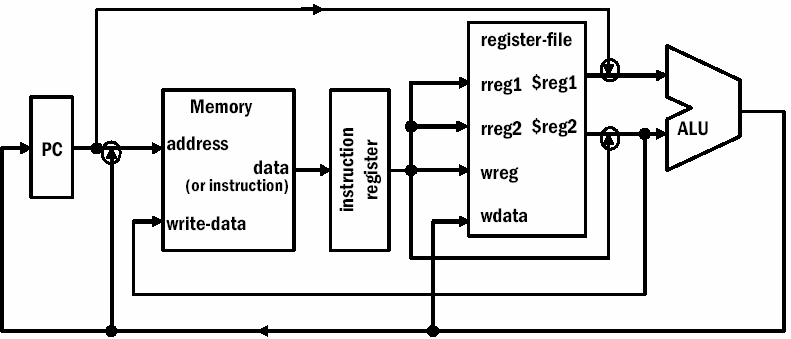 PC
Memory
address
data
(or instruction)
write-data
instruction
register
register-file
rreg1 $reg1
rreg2 $reg2
wreg
wdata
ALU